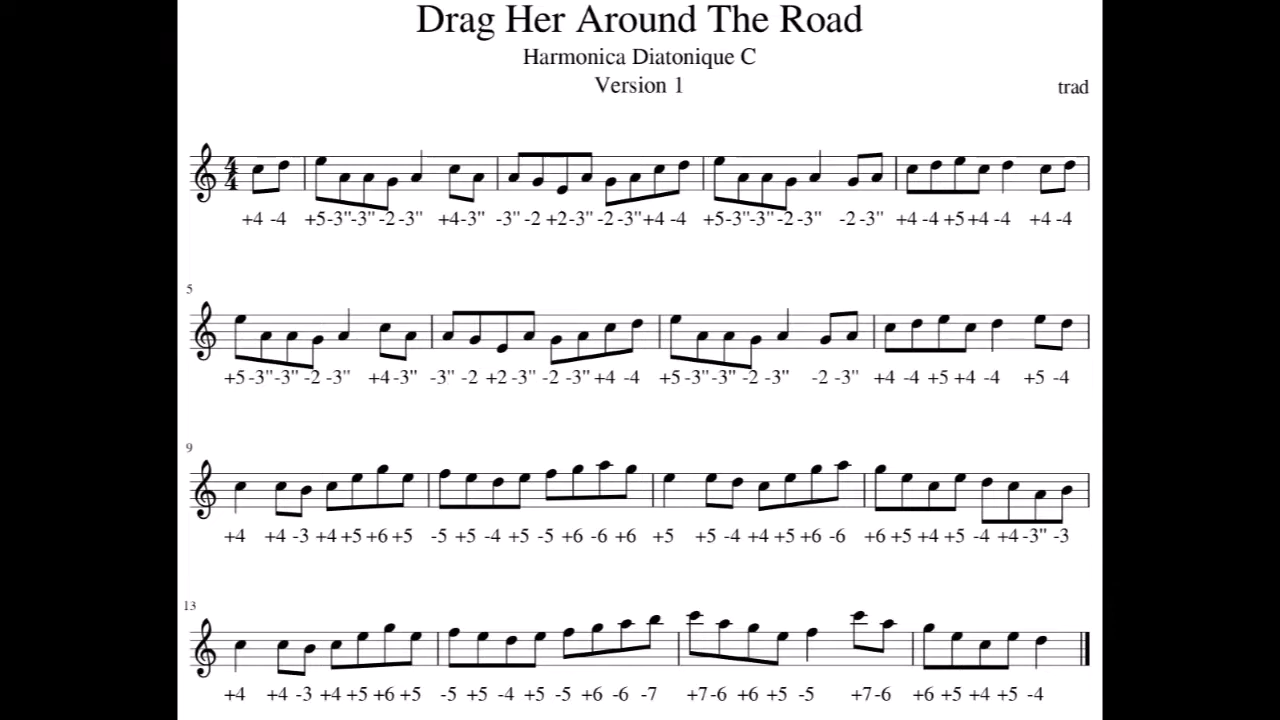 Drag Her Around The Road
Harmonica Diatonique C
Version 1
trad
4
4
+4 -4 +5 -3" -3" -2 -3" +4 -3" -3" -2 +2 -3" -2 -3" +4 -4 +5 -3" -3" -2 -3" -2 -3" +4 -4 +5 +4 -4 +4 -4
5
+5 -3" -3" -2 -3" +4 -3" -3" -2 +2 -3" -2 -3" +4 -4 +5 -3" -3" -2 -3" -2 -3" +4 -4 +5 +4 -4 +5 -4
9
+4 +4 -3 +4 +5 +6 +5 -5 +5 -4 +5 -5 +6 -6 +6 +5 +5 -4 +4 +5 +6 -6 +6 +5 +4 +5 -4 +4 -3" -3
13
+4 +4 -3 +4 +5 +6 +5 -5 +5 -4 +5 -5 +6 -6 -7 +7 -6 +6 +5 -5 +7 -6 +6 +5 +4 +5 -4